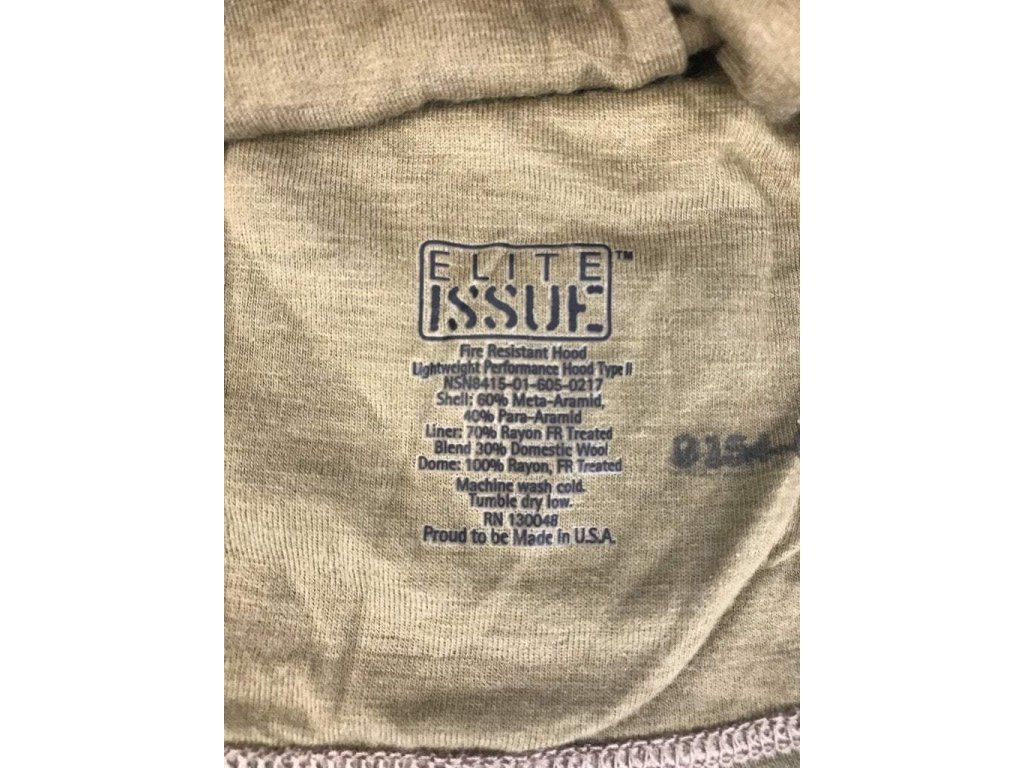 ELITE™
ISSUE
Fire Resistant Hood
Lightweight Performance Hood Type II
NSN8415-01-605-0217
Shell: 60% Meta-Aramid,
40% Para-Aramid
Liner: 70% Rayon FR Treated
Blend 30% Domestic Wool
Dome: 100% Rayon, FR Treated
Machine wash cold.
Tumble dry low.
RN 130048
Proud to be Made in U.S.A.